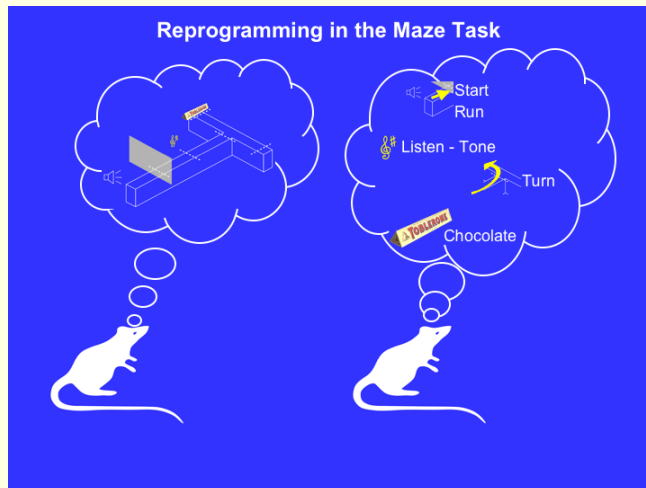 Reprogramming in the Maze Task
Start
Run
Listen - Tone
Turn
TOBLERONE
Chocolate